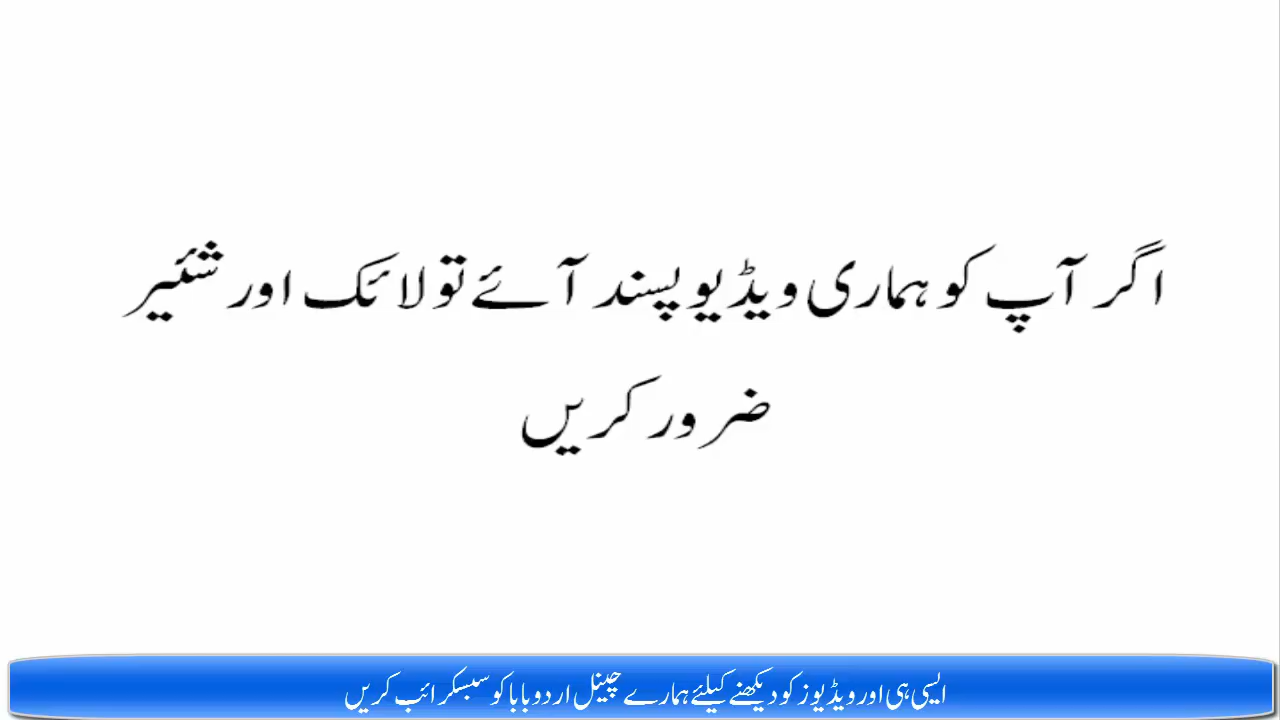 اگر آپ کو ہماری ویڈیو پسند آئے تو لائک اور شئیر
ضرور کریں
ایسی ہی اور ویڈیوز کو دیکھنے کیلئے ہمارے چینل اردو بابا کو سبسکرائب کریں